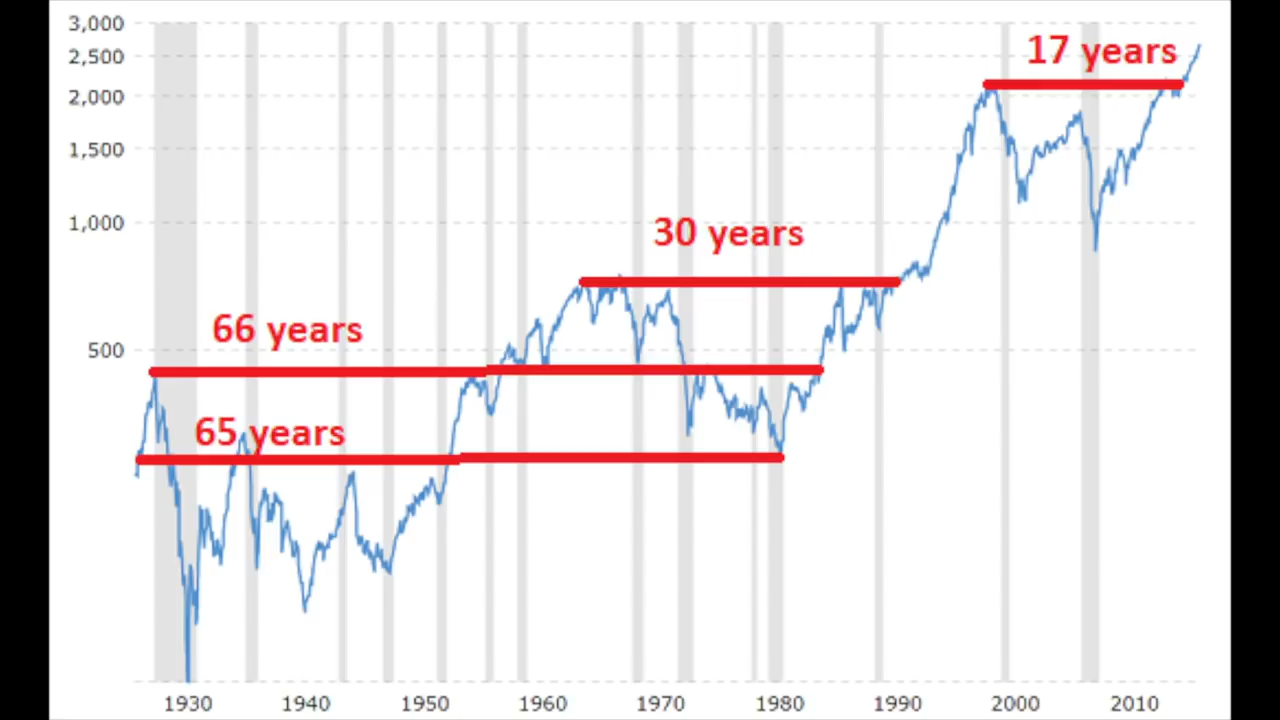 3,000
2,500
2,000
1,500
1,000
500
17 years
30 years
66 years
65 years
1930 1940 1950 1960 1970 1980 1990 2000 2010